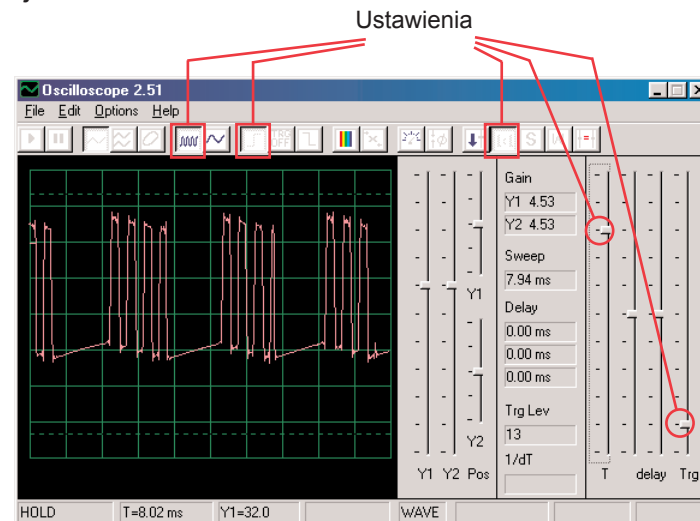 Ustawienia
Oscilloscope 2.51
File Edit Options Help
TRG
OFF
S
Gain
Y1 4.53
Y2 4.53
Sweep
7.94 ms
Delay
0.00 ms
0.00 ms
0.00 ms
Trg Lev
13
1/dT
Y1
Y2
Y1 Y2 Pos
T delay Trg
HOLD T=8.02 ms Y1=32.0 WAVE